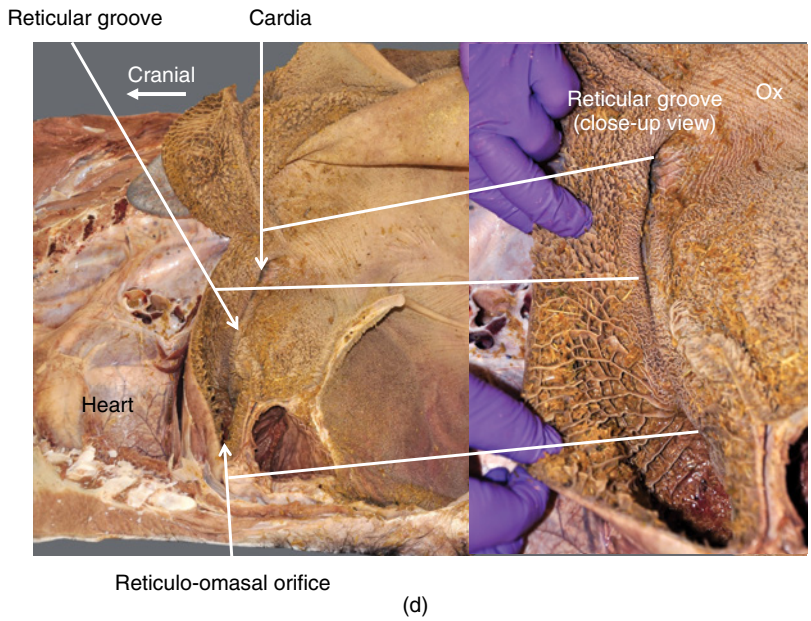 Reticular groove
Cardia
Cranial
Reticular groove
(close-up view)
Ox
Heart
Reticulo-omasal orifice
(d)